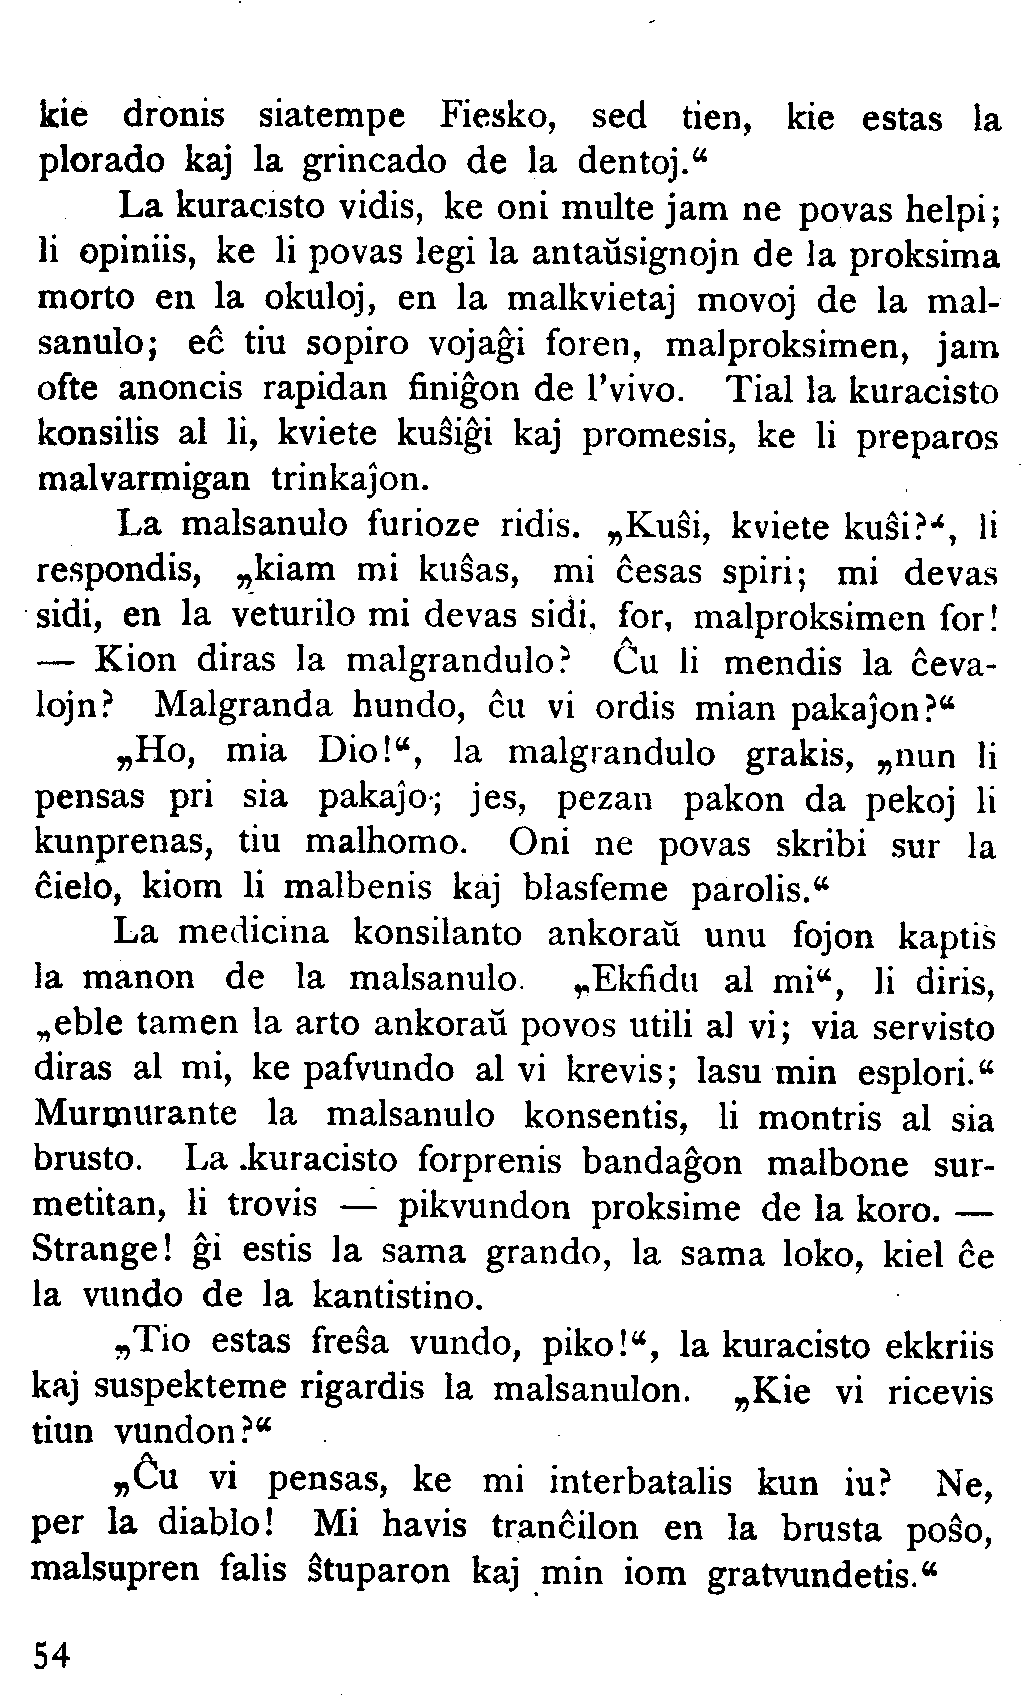 kie dronis siatempe Fiesko, sed tien, kie estas la
plorado kaj la grincado de la dentoj.“
La kuracisto vidis, ke oni multe jam ne povas helpi;
li opiniis, ke li povas legi la antaŭsignojn de la proksima
morto en la okuloj, en la malkvietaj movoj de la mal-
sanulo; eĉ tiu sopiro vojaĝi foren, malproksimen, jam
ofte anoncis rapidan finiĝon de l’vivo. Tial la kuracisto
konsilis al li, kviete kuŝiĝi kaj promesis, ke li preparos
malvarmigan trinkaĵon.
La malsanulo furioze ridis. „Kuŝi, kviete kuŝi?“, li
respondis, „kiam mi kuŝas, mi ĉesas spiri; mi devas
sidi, en la veturilo mi devas sidi, for, malproksimen for!
— Kion diras la malgrandulo? Ĉu li mendis la ĉeva-
lojn? Malgranda hundo, ĉu vi ordis mian pakaĵon?“
„Ho, mia Dio!“, la malgrandulo grakis, „nun li
pensas pri sia pakaĵo; jes, pezan pakon da pekoj li
kunprenas, tiu malhomo. Oni ne povas skribi sur la
ĉielo, kiom li malbenis kaj blasfeme parolis.“
La medicina konsilanto ankoraŭ unu fojon kaptis
la manon de la malsanulo. „Ekfidu al mi“, li diris,
„eble tamen la arto ankoraŭ povos utili al vi; via servisto
diras al mi, ke pafvundo al vi krevis; lasu min esplori.“
Murmurante la malsanulo konsentis, li montris al sia
brusto. La kuracisto forprenis bandaĝon malbone sur-
metitan, li trovis — pikvundon proksime de la koro. —
Strange! ĝi estis la sama grando, la sama loko, kiel ĉe
la vundo de la kantistino.
„Tio estas freŝa vundo, piko!“, la kuracisto ekkriis
kaj suspekteme rigardis la malsanulon. „Kie vi ricevis
tiun vundon?“
„Ĉu vi pensas, ke mi interbatalis kun iu? Ne,
per la diablo! Mi havis tranĉilon en la brusta poŝo,
malsupren falis ŝtuparon kaj min iom gratvundetis.“
54